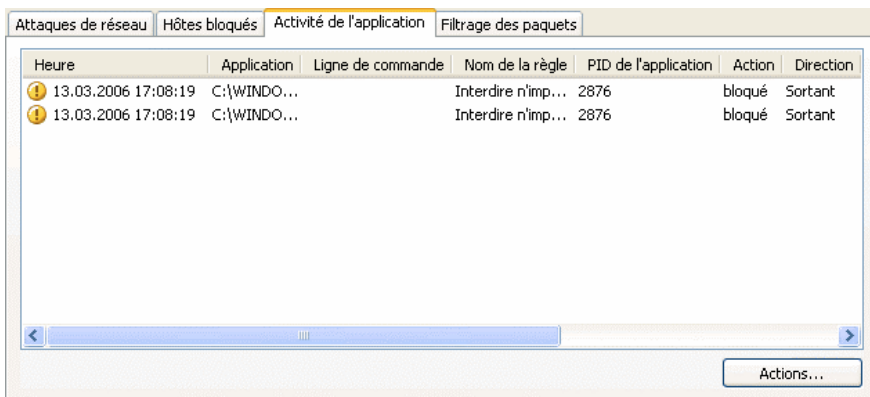 Attaques de réseau Hôtes bloqués Activité de l'application Filtrage des paquets
Heure Application Ligne de commande Nom de la règle PID de l'application Action Direction
13.03.2006 17:08:19 C:\WINDO... Interdire n'imp... 2876 bloqué Sortant
13.03.2006 17:08:19 C:\WINDO... Interdire n'imp... 2876 bloqué Sortant
Actions...